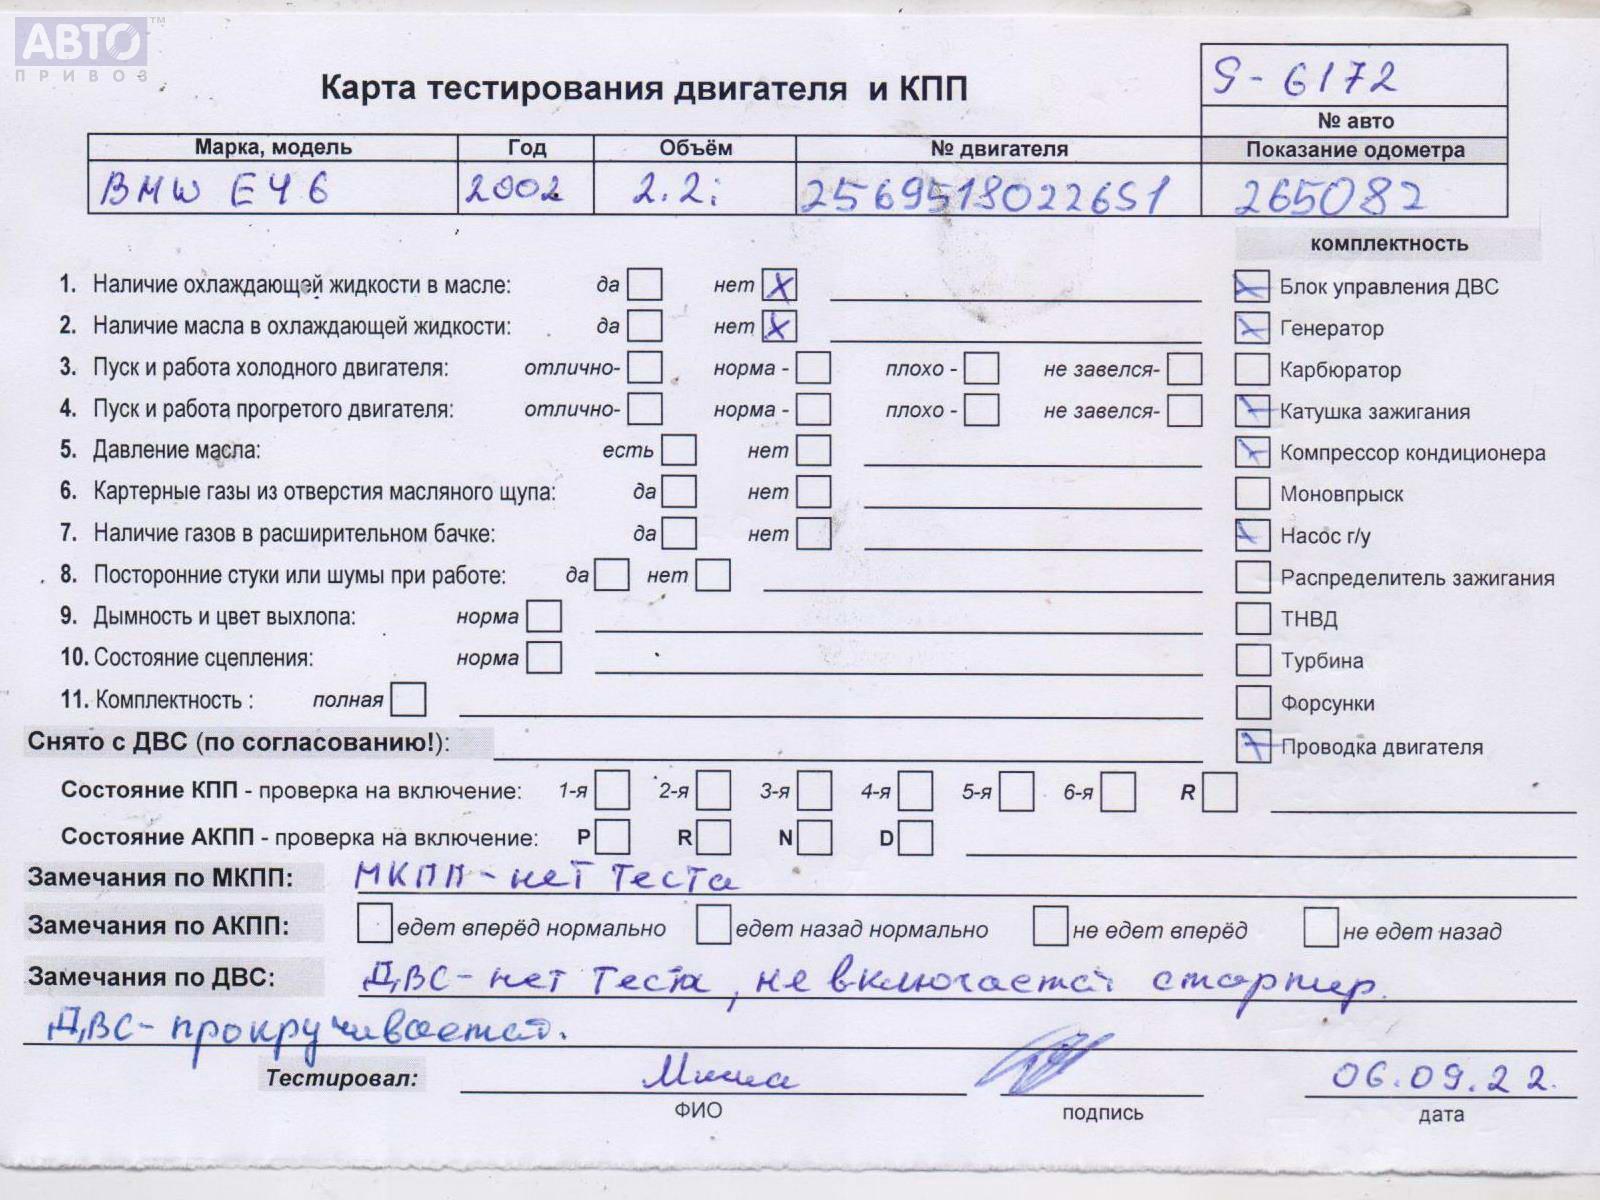 АВТО™
ПРИВОЗ
Карта тестирования двигателя и КПП
9-6172
№ авто
Марка, модель Год Объём № двигателя Показание одометра
BMW E46 2002 2.2i 2569519022651 265082
комплектность
1. Наличие охлаждающей жидкости в масле: да нет X Блок управления ДВС
2. Наличие масла в охлаждающей жидкости: да нет X Генератор
3. Пуск и работа холодного двигателя: отлично- норма - плохо - не завелся- Карбюратор
4. Пуск и работа прогретого двигателя: отлично- норма - плохо - не завелся- Катушка зажигания
5. Давление масла: есть нет Компрессор кондиционера
6. Картерные газы из отверстия масляного щупа: да нет Моновпрыск
7. Наличие газов в расширительном бачке: да нет Насос г/у
8. Посторонние стуки или шумы при работе: да нет Распределитель зажигания
9. Дымность и цвет выхлопа: норма ТНВД
10. Состояние сцепления: норма Турбина
11. Комплектность : полная Форсунки
Снято с ДВС (по согласованию!): Проводка двигателя
Состояние КПП - проверка на включение: 1-я 2-я 3-я 4-я 5-я 6-я R
Состояние АКПП - проверка на включение: P R N D
Замечания по МКПП: МКПП - нет теста
Замечания по АКПП: едет вперёд нормально едет назад нормально не едет вперёд не едет назад
Замечания по ДВС: ДВС - нет теста, не включается стартир.
ДВС - прокручивается.
Тестировал: Миша 06.09.22.
ФИО подпись дата